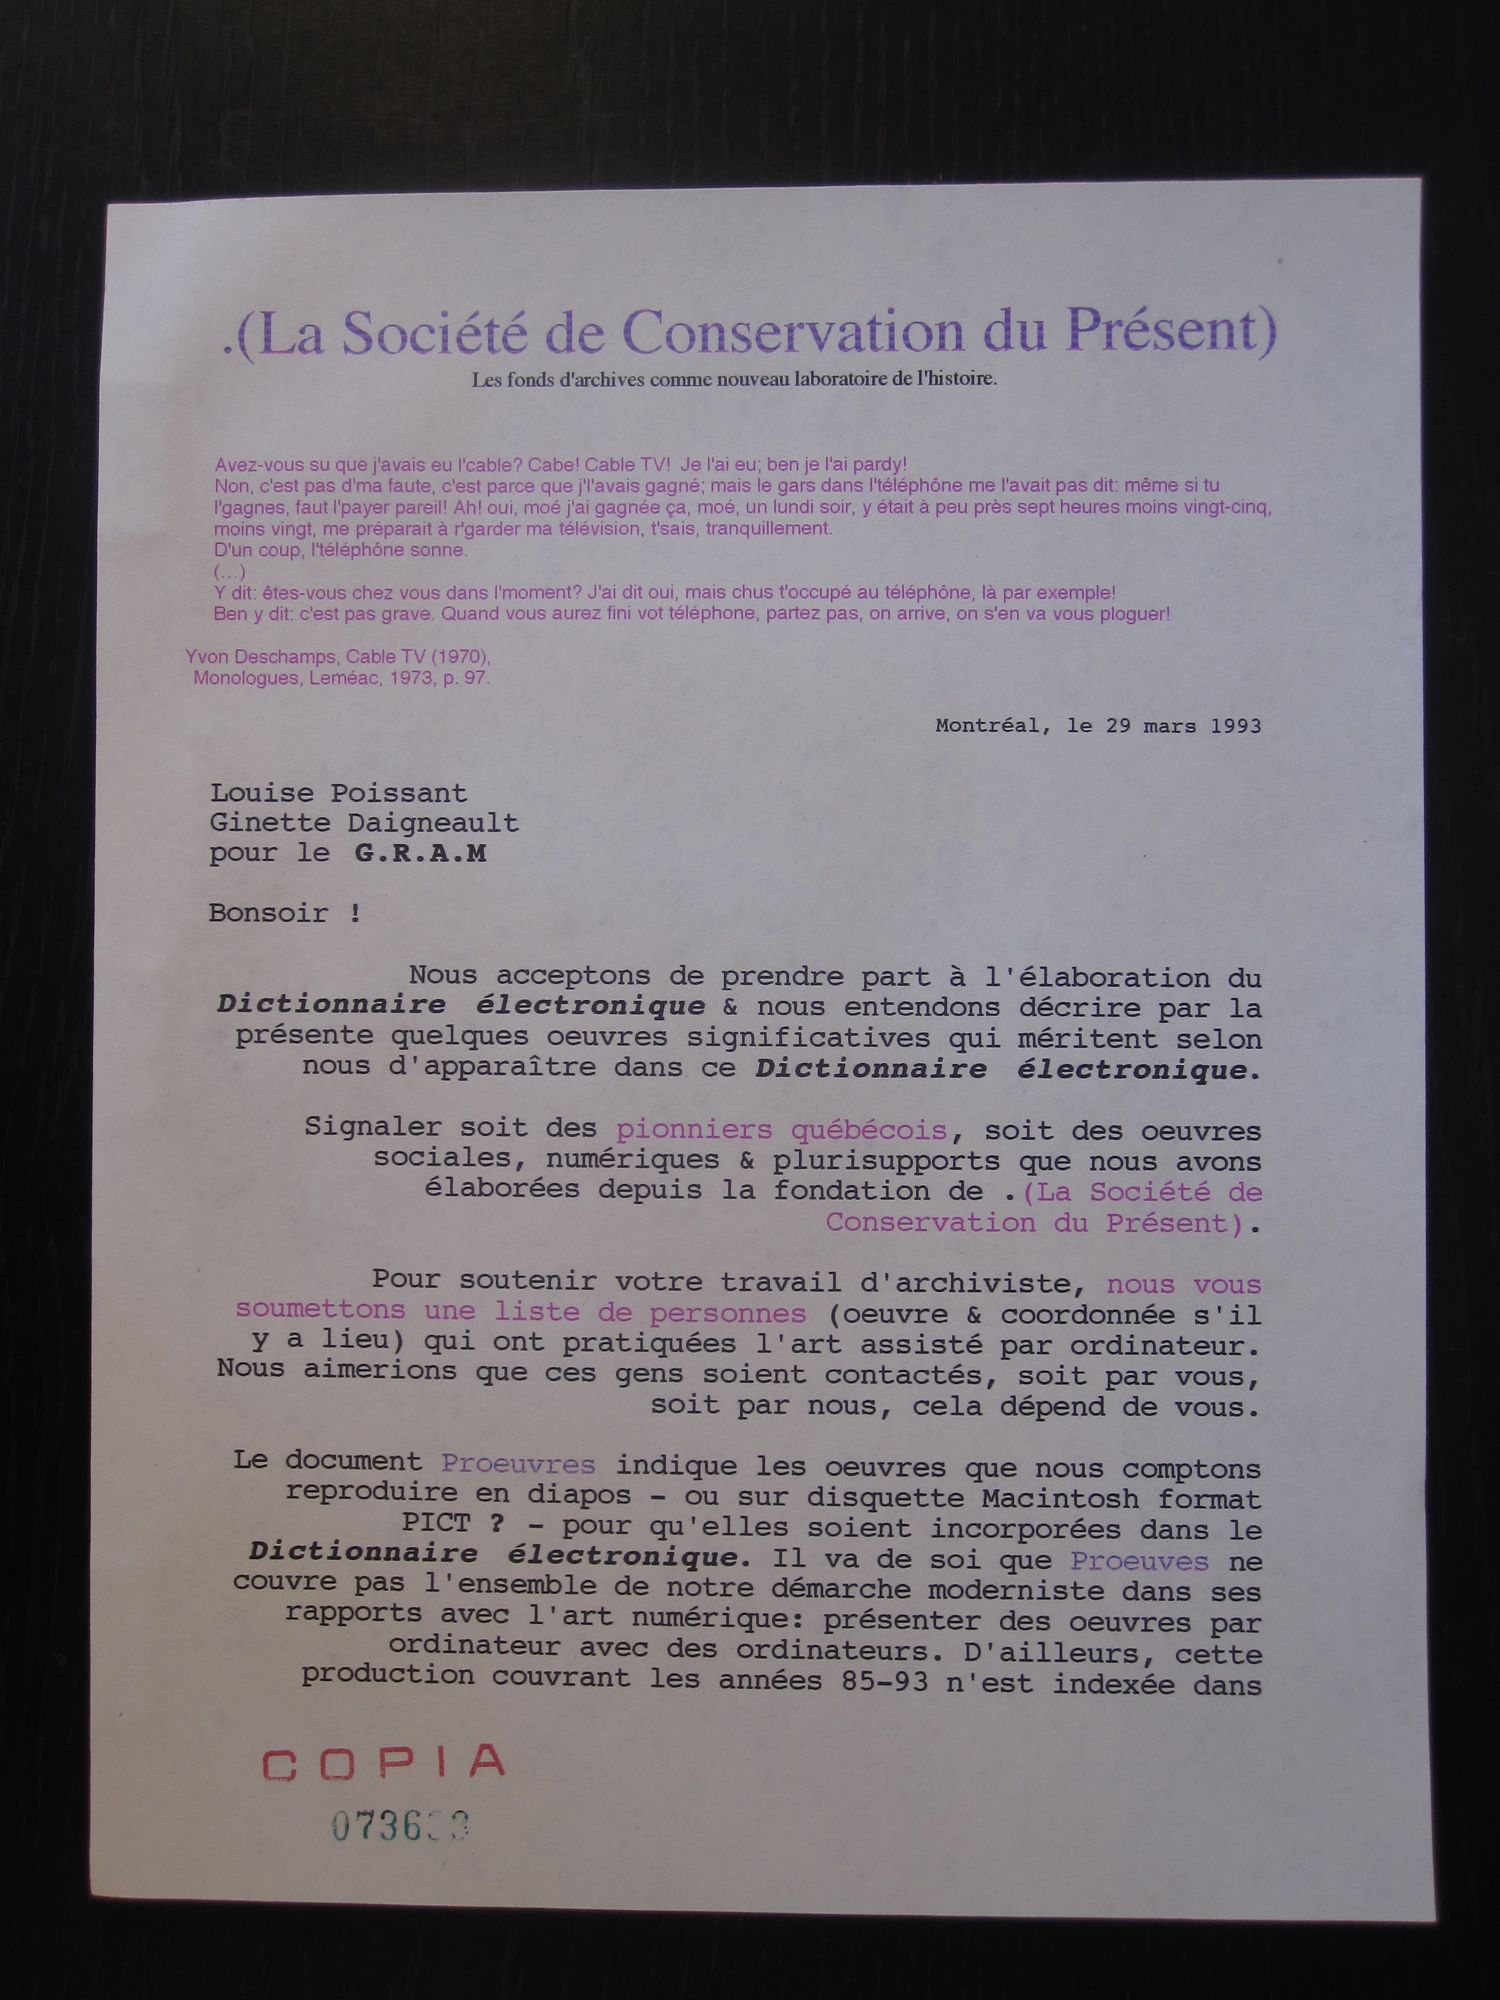 .(La Société de Conservation du Présent)
Les fonds d'archives comme nouveau laboratoire de l'histoire.
Avez-vous su que j'avais eu l'cable? Cabe! Cable TV! Je l'ai eu; ben je l'ai pardy!
Non, c'est pas d'ma faute, c'est parce que j'l'avais gagné; mais le gars dans l'téléphône me l'avait pas dit: même si tu
l'gagnes, faut l'payer pareil! Ah! oui, moé j'ai gagnée ça, moé, un lundi soir, y était à peu près sept heures moins vingt-cinq,
moins vingt, me préparait à r'garder ma télévision, t'sais, tranquillement.
D'un coup, l'téléphône sonne.
(...)
Y dit: êtes-vous chez vous dans l'moment? J'ai dit oui, mais chus t'occupé au téléphône, là par exemple!
Ben y dit: c'est pas grave. Quand vous aurez fini vot téléphone, partez pas, on arrive, on s'en va vous ploguer!
Yvon Deschamps, Cable TV (1970),
Monologues, Leméac, 1973, p. 97.
Montréal, le 29 mars 1993
Louise Poissant
Ginette Daigneault
pour le G.R.A.M
Bonsoir !
Nous acceptons de prendre part à l'élaboration du
Dictionnaire électronique & nous entendons décrire par la
présente quelques oeuvres significatives qui méritent selon
nous d'apparaître dans ce Dictionnaire électronique.
Signaler soit des pionniers québécois, soit des oeuvres
sociales, numériques & plurisupports que nous avons
élaborées depuis la fondation de .(La Société de
Conservation du Présent).
Pour soutenir votre travail d'archiviste, nous vous
soumettons une liste de personnes (oeuvre & coordonnée s'il
y a lieu) qui ont pratiquées l'art assisté par ordinateur.
Nous aimerions que ces gens soient contactés, soit par vous,
soit par nous, cela dépend de vous.
Le document Proeuvres indique les oeuvres que nous comptons
reproduire en diapos - ou sur disquette Macintosh format
PICT ? - pour qu'elles soient incorporées dans le
Dictionnaire électronique. Il va de soi que Proeuves ne
couvre pas l'ensemble de notre démarche moderniste dans ses
rapports avec l'art numérique: présenter des oeuvres par
ordinateur avec des ordinateurs. D'ailleurs, cette
production couvrant les années 85-93 n'est indexée dans
COPIA